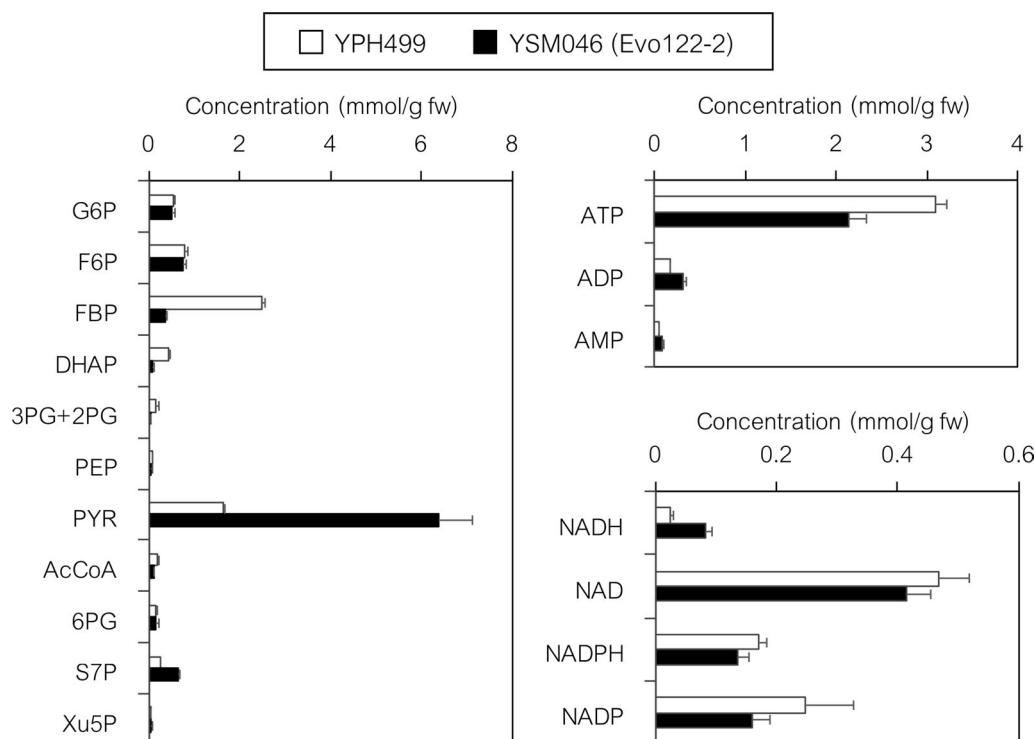 YPH499 YSM046 (Evo122-2)
Concentration (mmol/g fw)
0 2 4 6 8
G6P
F6P
FBP
DHAP
3PG+2PG
PEP
PYR
AcCoA
6PG
S7P
Xu5P
Concentration (mmol/g fw)
0 1 2 3 4
ATP
ADP
AMP
Concentration (mmol/g fw)
0 0.2 0.4 0.6
NADH
NAD
NADPH
NADP